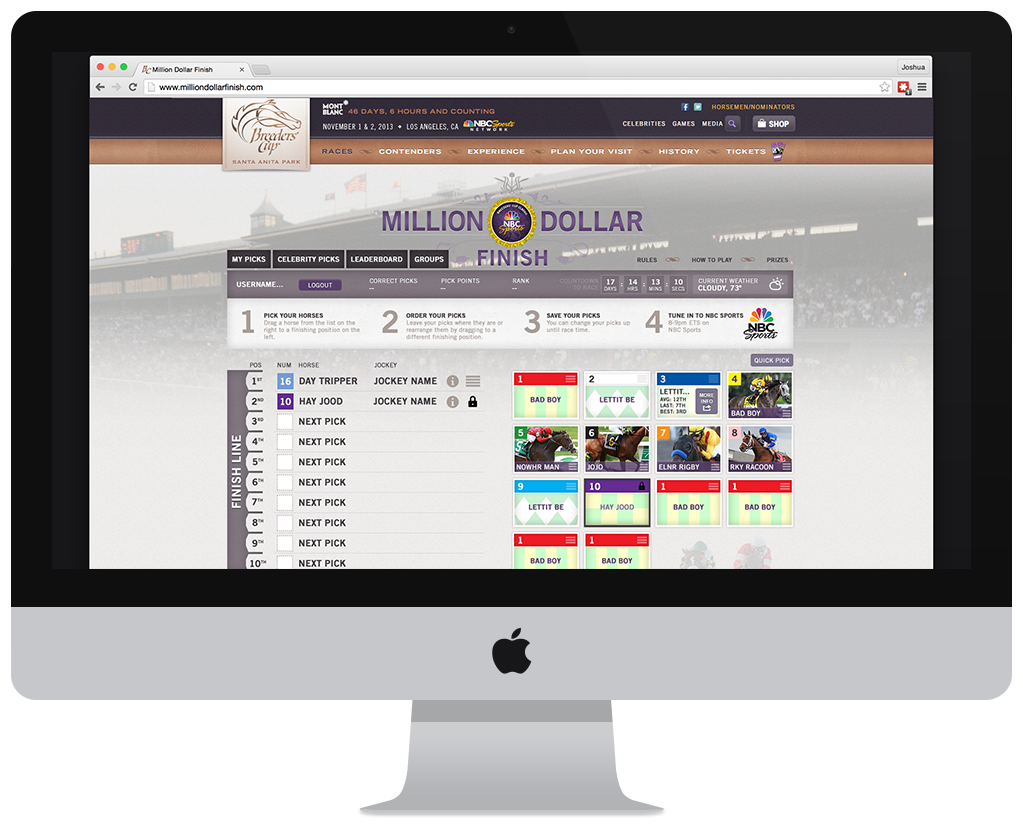 Million Dollar Finish
Joshua
www.milliondollarfinish.com
MONT BLANC
46 DAYS, 6 HOURS AND COUNTING
HORSEMEN/NOMINATORS
NOVEMBER 1 & 2, 2013 ✦ LOS ANGELES, CA
NBC Sports NETWORK
CELEBRITIES GAMES MEDIA
SHOP
Breeders' Cup
SANTA ANITA PARK
RACES CONTENDERS EXPERIENCE PLAN YOUR VISIT HISTORY TICKETS
MILLION DOLLAR
NBC Sports
FINISH
MY PICKS CELEBRITY PICKS LEADERBOARD GROUPS
RULES HOW TO PLAY PRIZES
USERNAME... LOGOUT
CORRECT PICKS
--
PICK POINTS
--
RANK
--
COUNTDOWN
TO RACE
17 : 14 : 13 : 10
DAYS HRS MINS SECS
CURRENT WEATHER
CLOUDY, 73°
1 PICK YOUR HORSES
Drag a horse from the list on the
right to a finishing position on the
left.
2 ORDER YOUR PICKS
Leave your picks where they are or
rearrange them by dragging to a
different finishing position.
3 SAVE YOUR PICKS
You can change your picks up
until race time.
4 TUNE IN TO NBC SPORTS
8-9pm ETS on
NBC Sports
NBC Sports
QUICK PICK
POS NUM HORSE JOCKEY
FINISH LINE
1ST 16 DAY TRIPPER JOCKEY NAME i
2ND 10 HAY JOOD JOCKEY NAME i
3RD NEXT PICK
4TH NEXT PICK
5TH NEXT PICK
6TH NEXT PICK
7TH NEXT PICK
8TH NEXT PICK
9TH NEXT PICK
10TH NEXT PICK
1
BAD BOY
2
LETTIT BE
3
LETTIT...
AVG: 12TH
LAST: 7TH
BEST: 3RD
MORE
INFO
4
BAD BOY
5
NOWHR MAN
6
JOJO
7
ELNR RIGBY
8
RKY RACOON
9
LETTIT BE
10
HAY JOOD
1
BAD BOY
1
BAD BOY
1
BAD BOY
1
BAD BOY